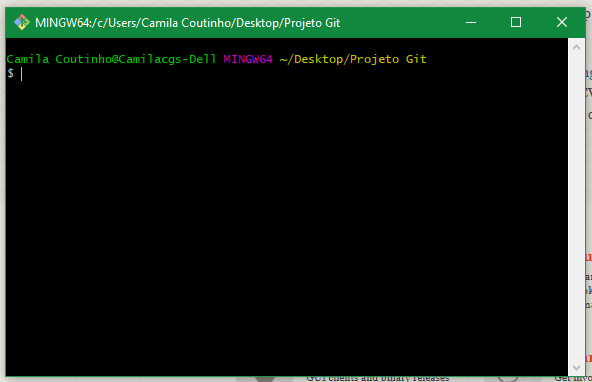 MINGW64:/c/Users/Camila Coutinho/Desktop/Projeto Git
Camila Coutinho@Camilacgs-Dell MINGW64 ~/Desktop/Projeto Git
$
GUI clients and binary releases